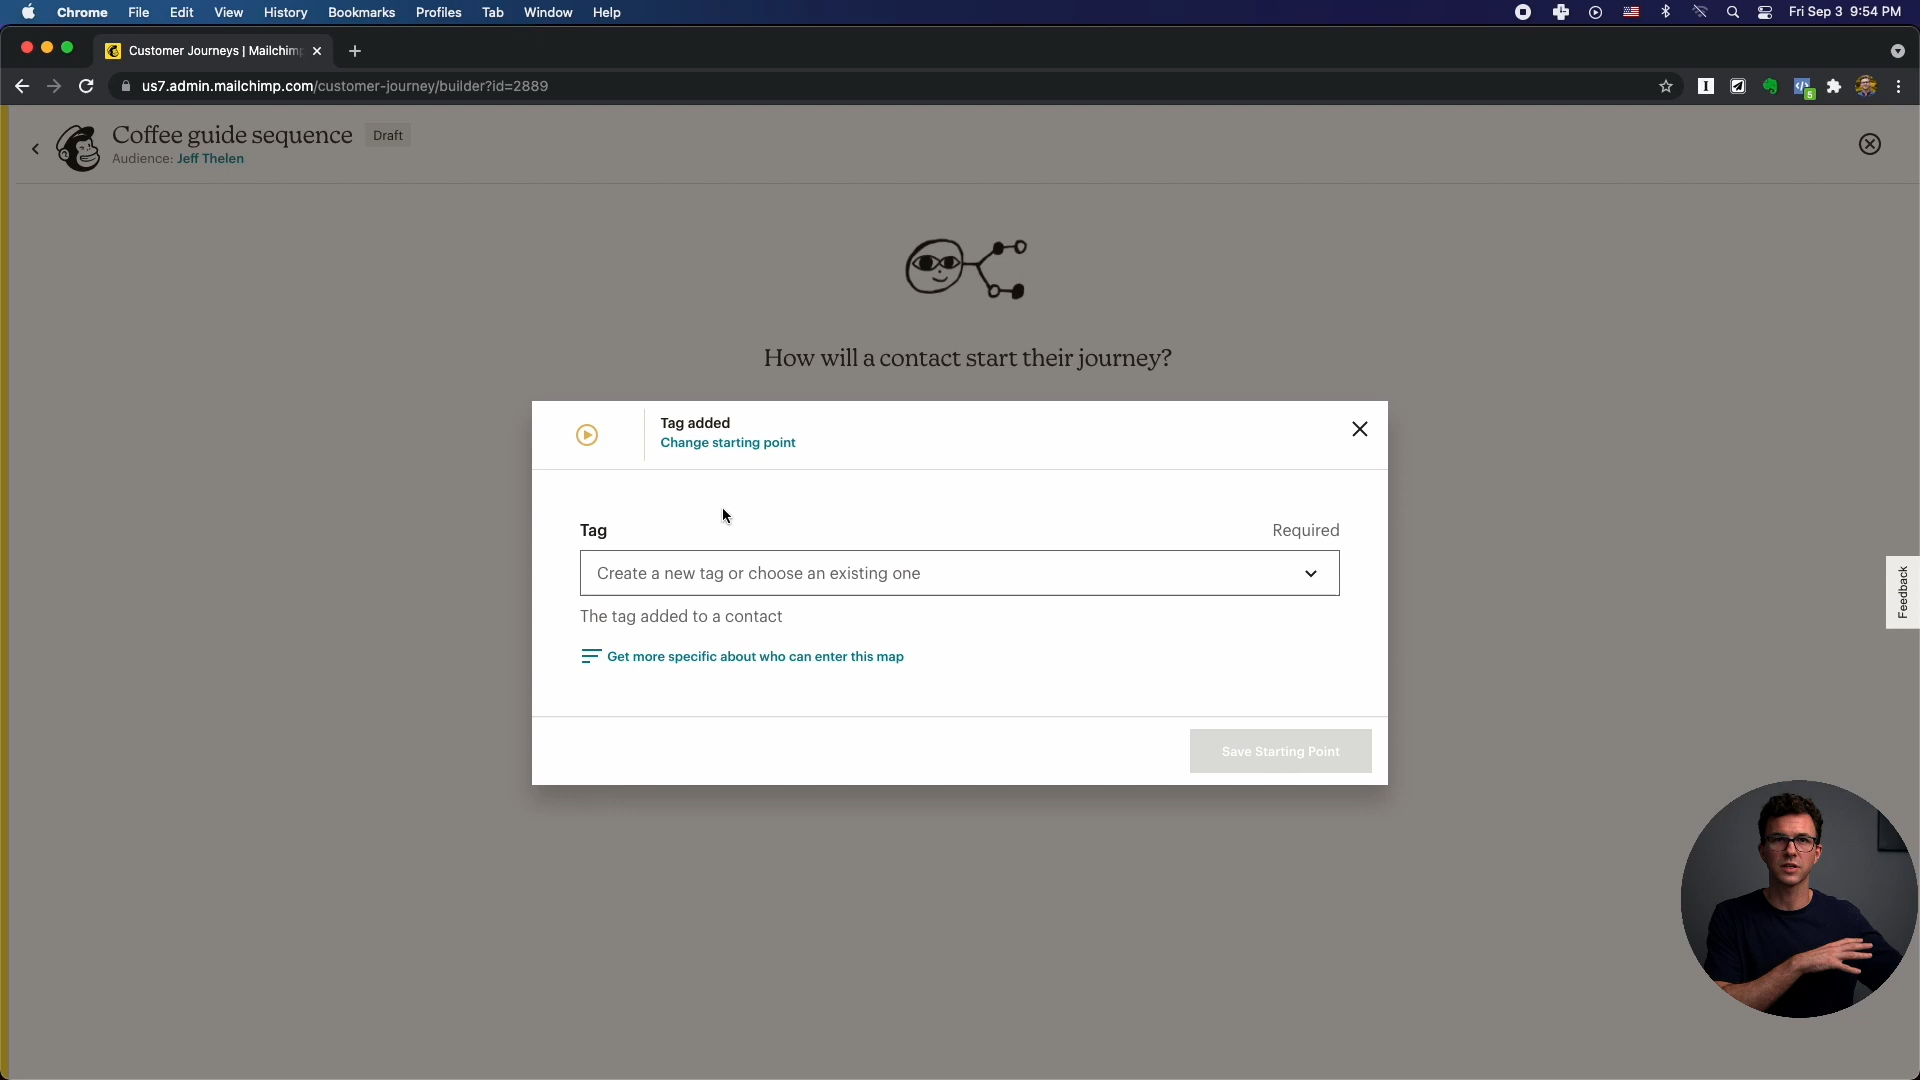 Chrome File Edit View History Bookmarks Profiles Tab Window Help Fri Sep 3 9:54 PM
Customer Journeys | Mailchim
us7.admin.mailchimp.com/customer-journey/builder?id=2889
5
Coffee guide sequence Draft
Audience: Jeff Thelen
How will a contact start their journey?
Tag added
Change starting point
Tag Required
Create a new tag or choose an existing one
The tag added to a contact
Get more specific about who can enter this map
Save Starting Point
Feedback